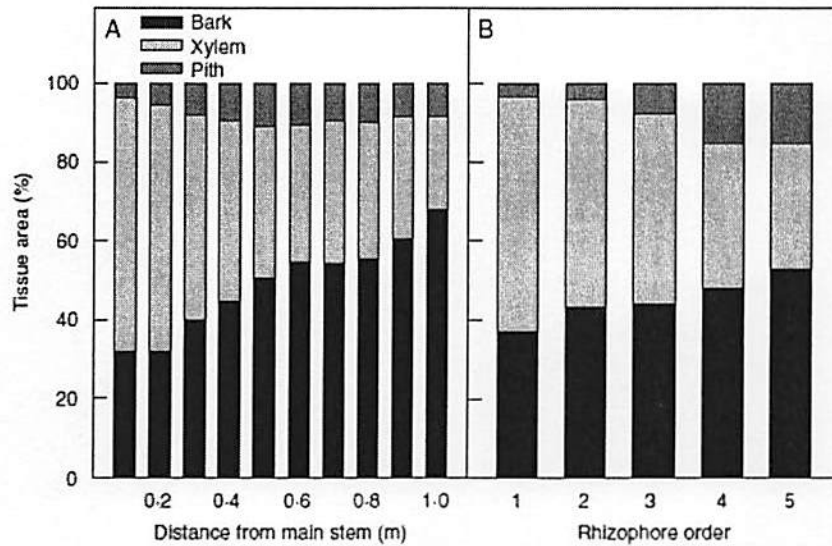 A
Bark
Xylem
Pith
B
Tissue area (%)
100
80
60
40
20
0
0·2 0·4 0·6 0·8 1·0
1 2 3 4 5
Distance from main stem (m)
Rhizophore order